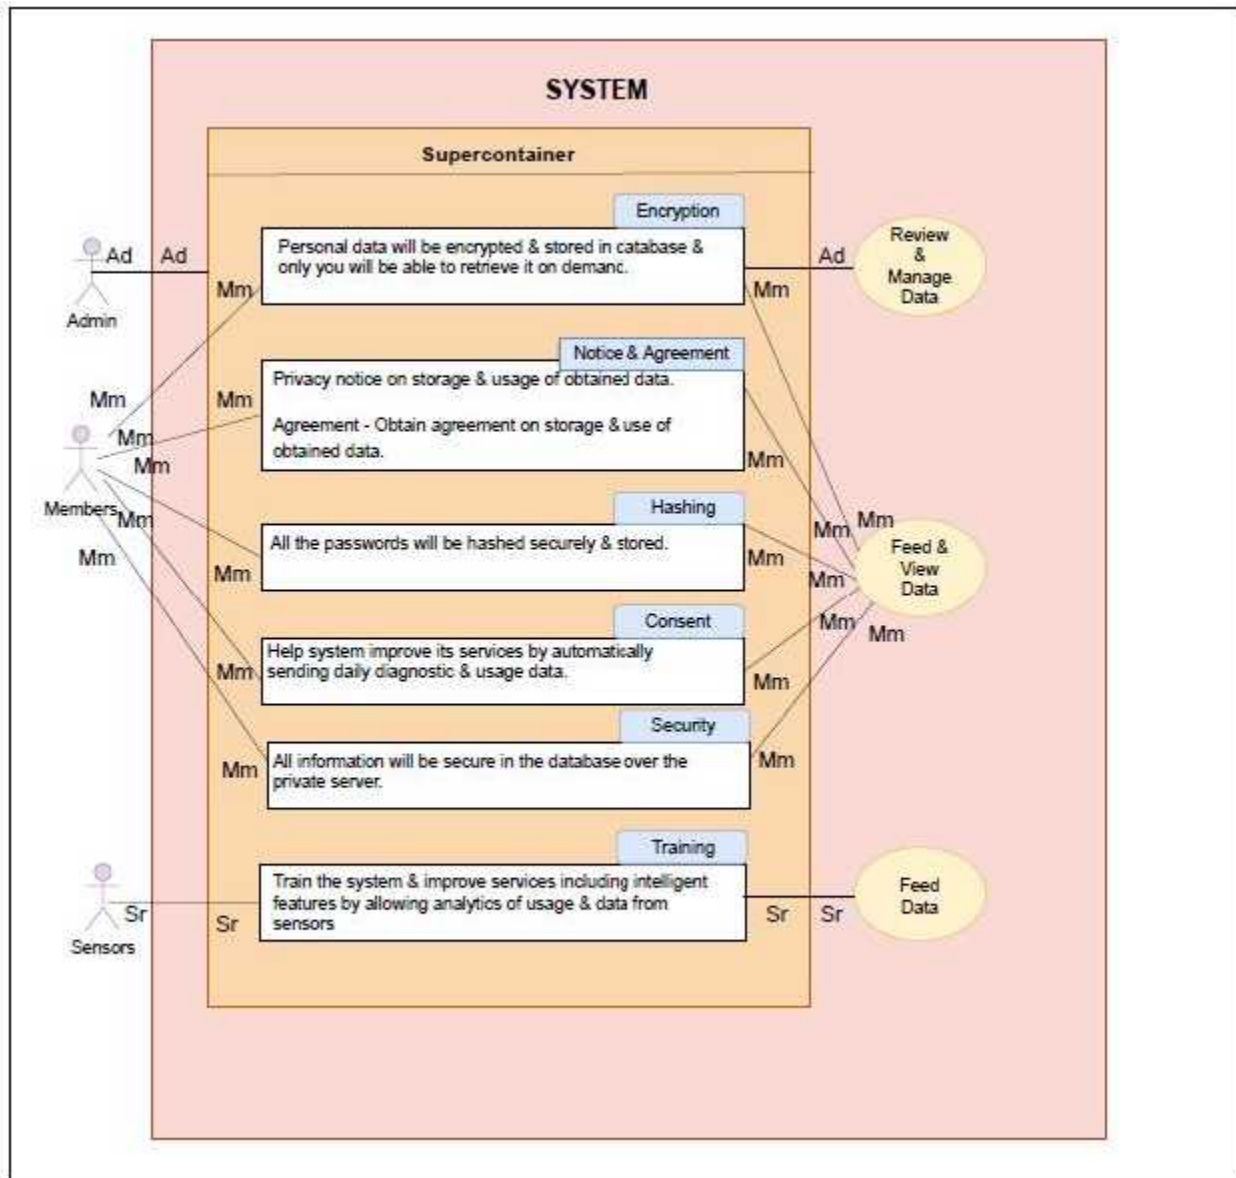 SYSTEM
Supercontainer
Encryption
Personal data will be encrypted & stored in catabase &
only you will be able to retrieve it on demanc.
Ad
Ad
Ad
Admin
Review
&
Manage
Data
Mm
Mm
Notice & Agreement
Privacy notice on storage & usage of obtained data.
Agreement - Obtain agreement on storage & use of
obtained data.
Mm
Mm
Mm
Mm
Mm
Members
Mm
Mm
Hashing
All the passwords will be hashed securely & stored.
Mm
Mm
Mm
Mm
Mm
Feed &
View
Data
Consent
Help system improve its services by automatically
sending daily diagnostic & usage data.
Mm
Mm
Mm
Mm
Security
All information will be secure in the database over the
private server.
Mm
Mm
Training
Train the system & improve services including intelligent
features by allowing analytics of usage & data from
sensors
Sr
Sr
Sr
Sr
Sensors
Feed
Data